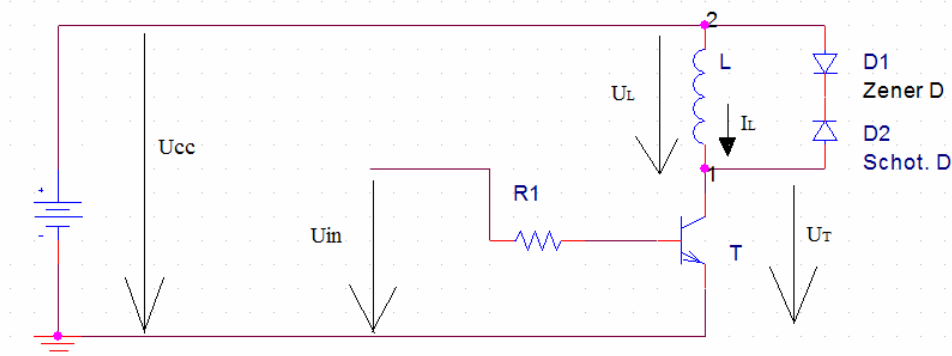 2
L
D1
Zener D
UL
IL
D2
Schot. D
Ucc
+
-
1
R1
Uin
T
UT